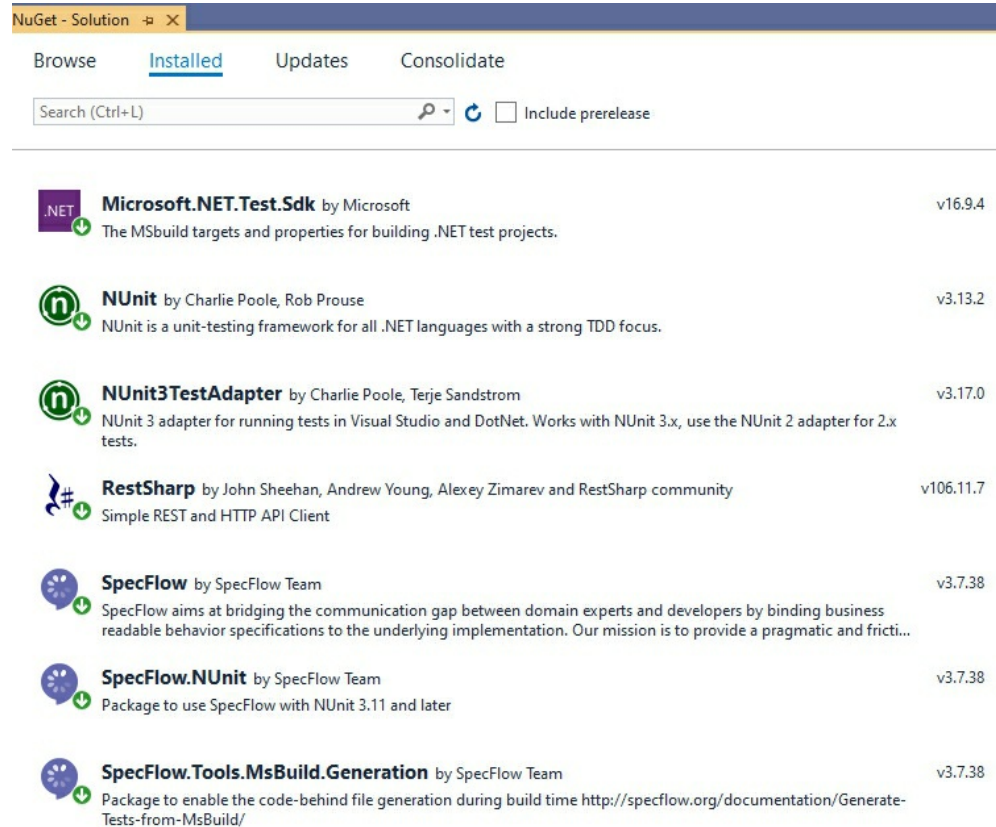 NuGet - Solution
Browse Installed Updates Consolidate
Search (Ctrl+L) Include prerelease
.NET Microsoft.NET.Test.Sdk by Microsoft v16.9.4
The MSbuild targets and properties for building .NET test projects.
NUnit by Charlie Poole, Rob Prouse v3.13.2
NUnit is a unit-testing framework for all .NET languages with a strong TDD focus.
NUnit3TestAdapter by Charlie Poole, Terje Sandstrom v3.17.0
NUnit 3 adapter for running tests in Visual Studio and DotNet. Works with NUnit 3.x, use the NUnit 2 adapter for 2.x
tests.
RestSharp by John Sheehan, Andrew Young, Alexey Zimarev and RestSharp community v106.11.7
Simple REST and HTTP API Client
SpecFlow by SpecFlow Team v3.7.38
SpecFlow aims at bridging the communication gap between domain experts and developers by binding business
readable behavior specifications to the underlying implementation. Our mission is to provide a pragmatic and fricti...
SpecFlow.NUnit by SpecFlow Team v3.7.38
Package to use SpecFlow with NUnit 3.11 and later
SpecFlow.Tools.MsBuild.Generation by SpecFlow Team v3.7.38
Package to enable the code-behind file generation during build time http://specflow.org/documentation/Generate-
Tests-from-MsBuild/